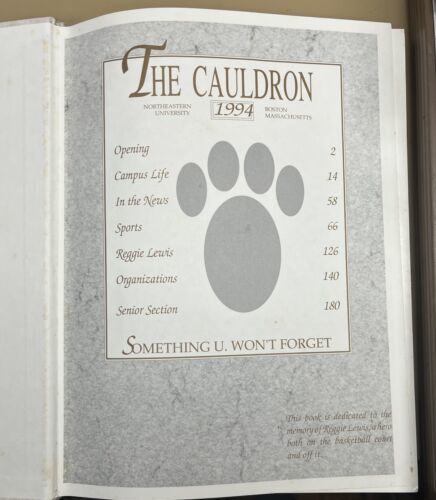 THE CAULDRON
NORTHEASTERN UNIVERSITY 1994 BOSTON MASSACHUSETTS
Opening 2
Campus Life 14
In the News 58
Sports 66
Reggie Lewis 126
Organizations 140
Senior Section 180
SOMETHING U. WON'T FORGET
This book is dedicated to the
memory of Reggie Lewis, a hero
both on the basketball court
and off it...